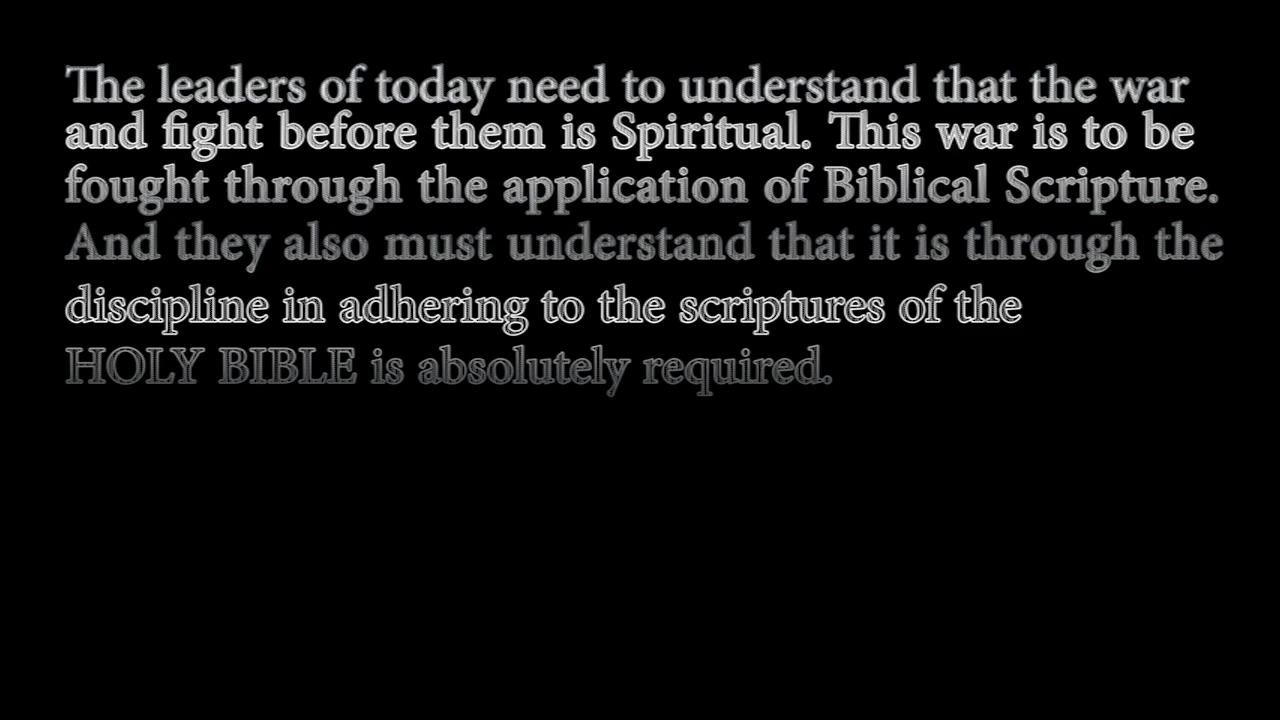 The leaders of today need to understand that the war
and fight before them is Spiritual. This war is to be
fought through the application of Biblical Scripture.
And they also must understand that it is through the
discipline in adhering to the scriptures of the
HOLY BIBLE is absolutely required.